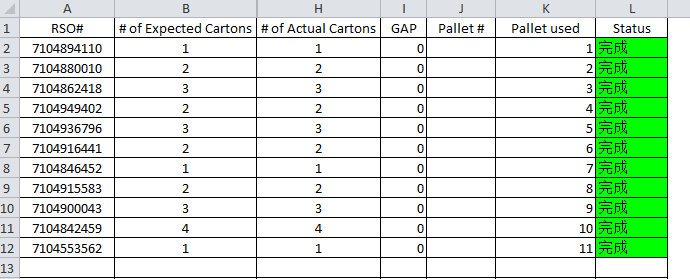 A B H I J K L
1 RSO# # of Expected Cartons # of Actual Cartons GAP Pallet # Pallet used Status
2 7104894110 1 1 0 1 完成
3 7104880010 2 2 0 2 完成
4 7104862418 3 3 0 3 完成
5 7104949402 2 2 0 4 完成
6 7104936796 3 3 0 5 完成
7 7104916441 2 2 0 6 完成
8 7104846452 1 1 0 7 完成
9 7104915583 2 2 0 8 完成
10 7104900043 3 3 0 9 完成
11 7104842459 4 4 0 10 完成
12 7104553562 1 1 0 11 完成
13